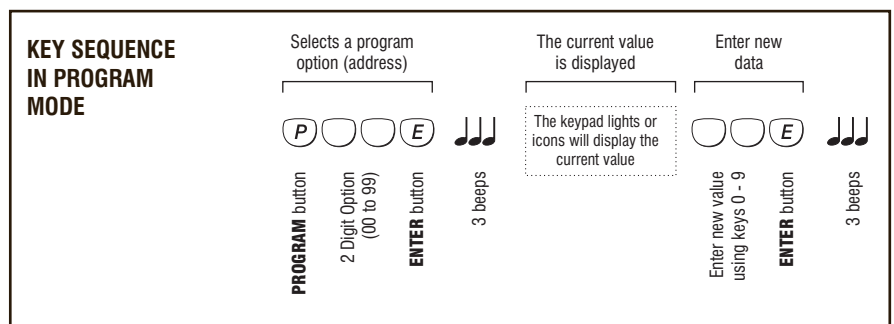 KEY SEQUENCE
IN PROGRAM
MODE
Selects a program
option (address)
The current value
is displayed
Enter new
data
P
E
The keypad lights or
icons will display the
current value
E
PROGRAM button
2 Digit Option
(00 to 99)
ENTER button
3 beeps
Enter new value
using keys 0 - 9
ENTER button
3 beeps